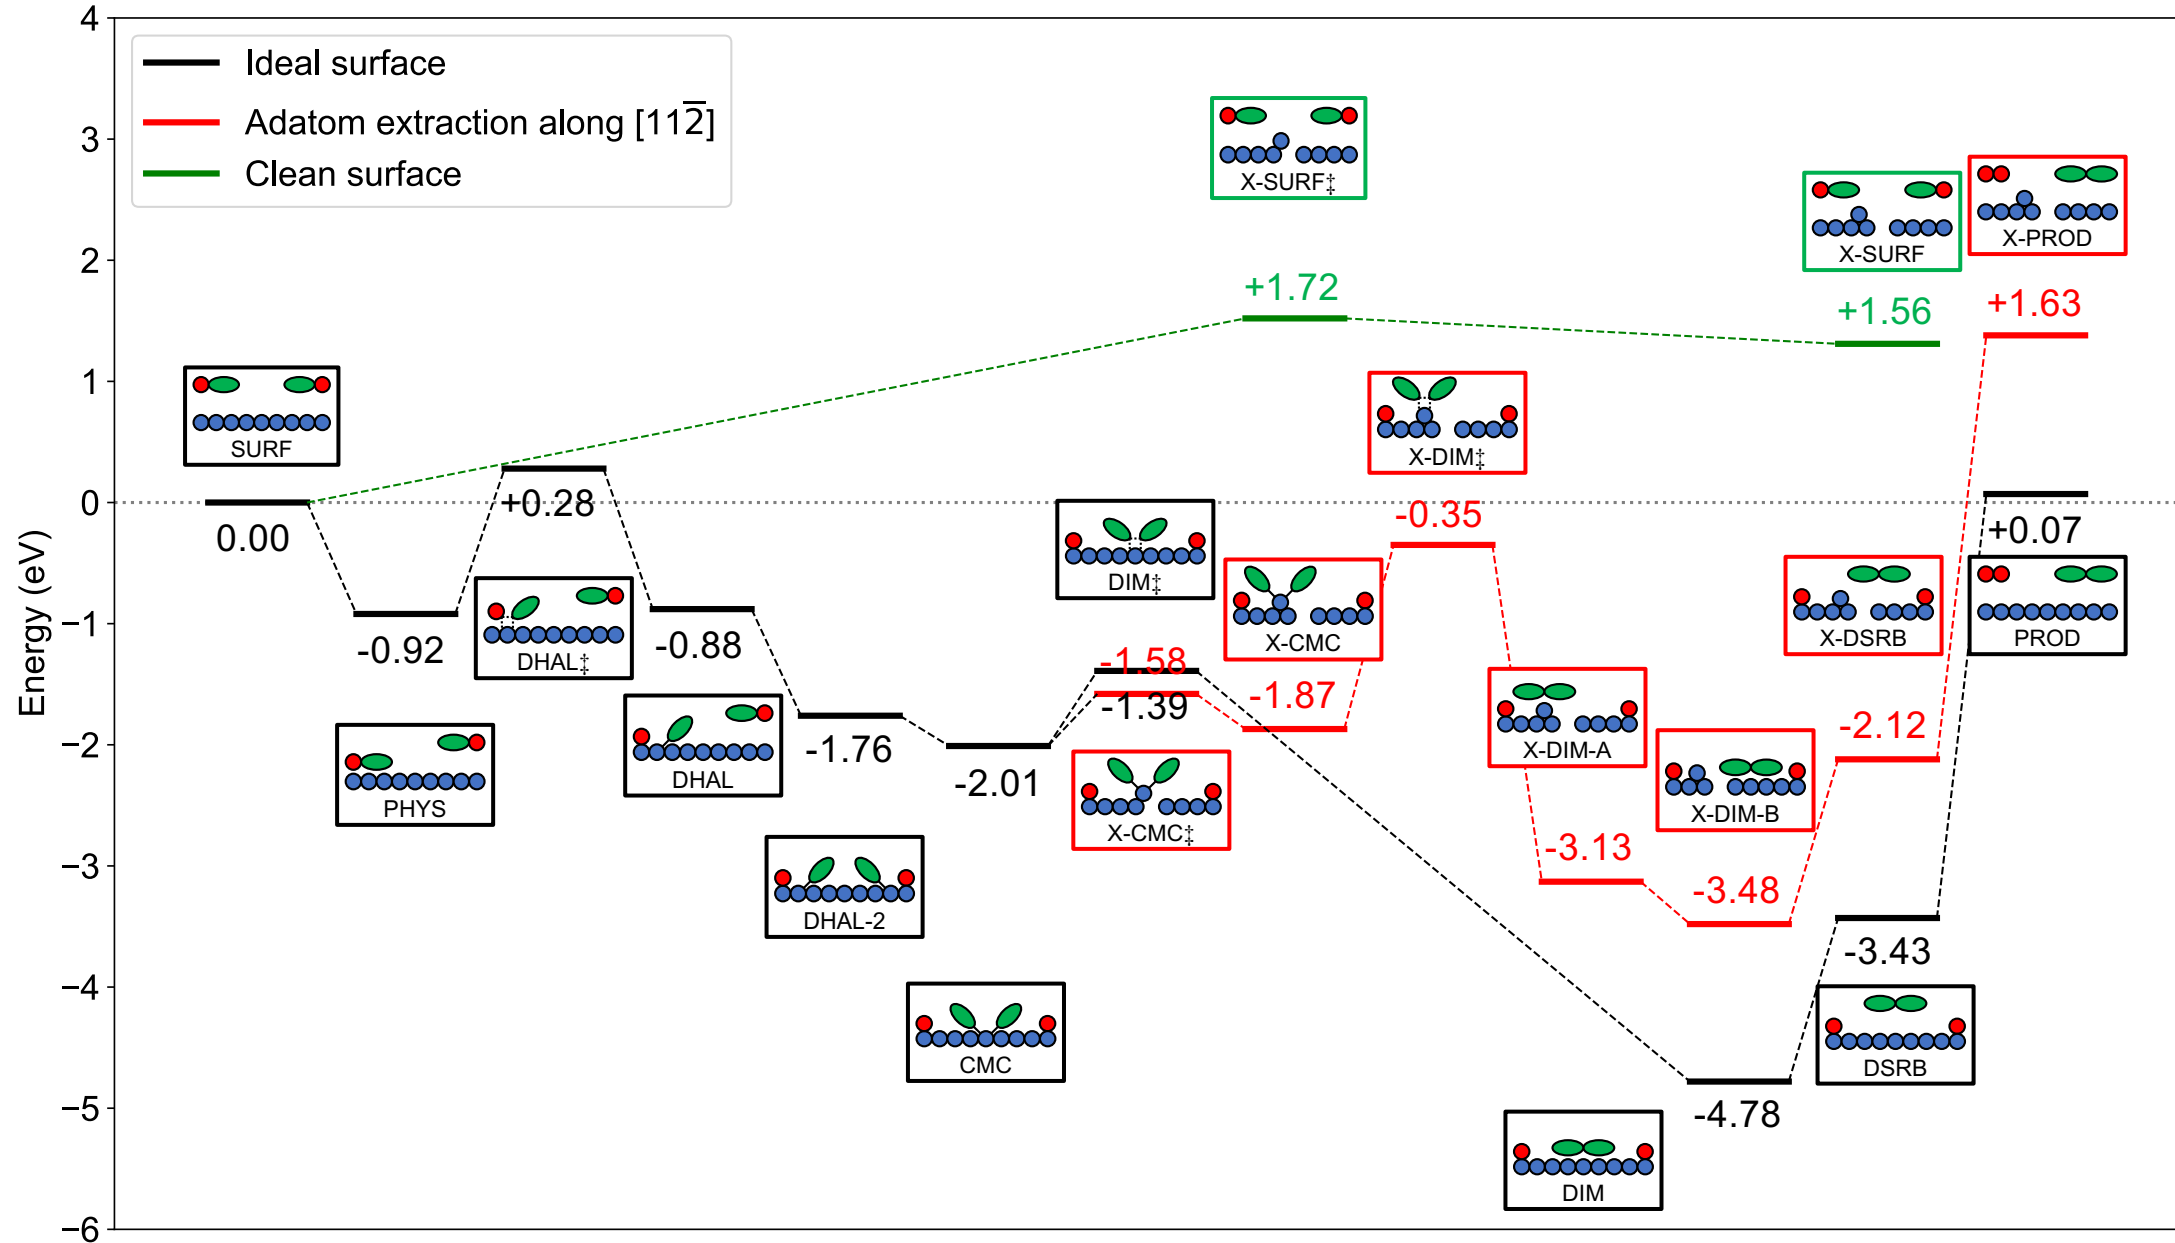 4
3
2
1
0
−1
−2
−3
−4
−5
−6
Energy (eV)
Ideal surface
Adatom extraction along [112̅]
Clean surface
X-SURF‡
+1.72
X-SURF
+1.56
X-PROD
+1.63
SURF
0.00
-0.92
PHYS
+0.28
DHAL‡
-0.88
DHAL
-1.76
DHAL-2
-2.01
CMC
DIM‡
-1.58
-1.39
X-CMC‡
X-CMC
-1.87
X-DIM‡
-0.35
X-DIM-A
-3.13
X-DIM-B
-3.48
X-DSRB
-2.12
+0.07
PROD
-3.43
DSRB
-4.78
DIM